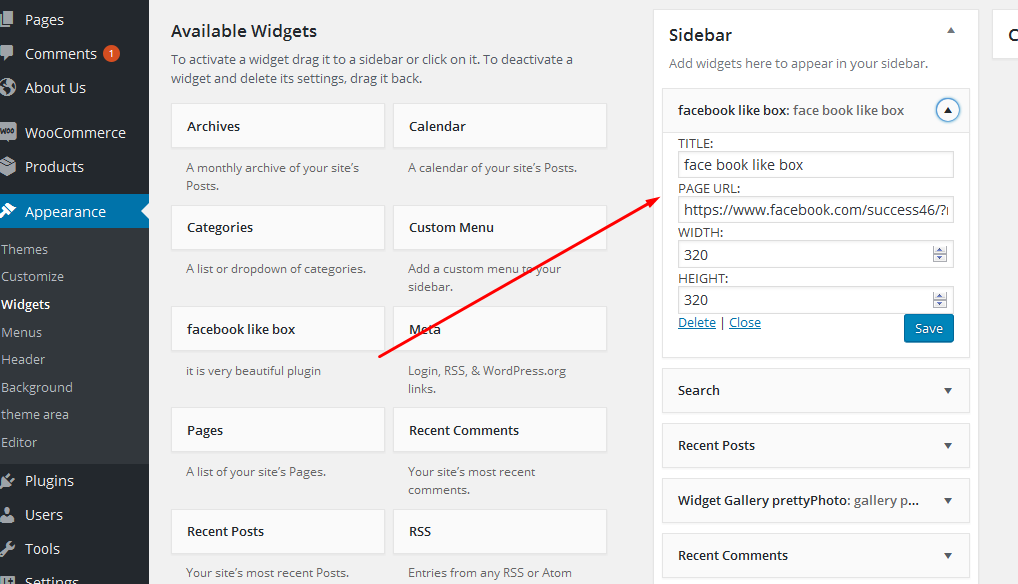 Pages
Comments 1
About Us
WOO WooCommerce
Products
Appearance
Themes
Customize
Widgets
Menus
Header
Background
theme area
Editor
Plugins
Users
Tools
Settings
Available Widgets
To activate a widget drag it to a sidebar or click on it. To deactivate a
widget and delete its settings, drag it back.
Archives
A monthly archive of your site's
Posts.
Calendar
A calendar of your site's Posts.
Categories
A list or dropdown of categories.
Custom Menu
Add a custom menu to your
sidebar.
facebook like box
it is very beautiful plugin
Meta
Login, RSS, & WordPress.org
links.
Pages
A list of your site's Pages.
Recent Comments
Your site's most recent
comments.
Recent Posts
Your site's most recent Posts.
RSS
Entries from any RSS or Atom
Sidebar
Add widgets here to appear in your sidebar.
facebook like box: face book like box
TITLE:
face book like box
PAGE URL:
https://www.facebook.com/success46/?
WIDTH:
320
HEIGHT:
320
Delete | Close
Save
Search
Recent Posts
Widget Gallery prettyPhoto: gallery p...
Recent Comments